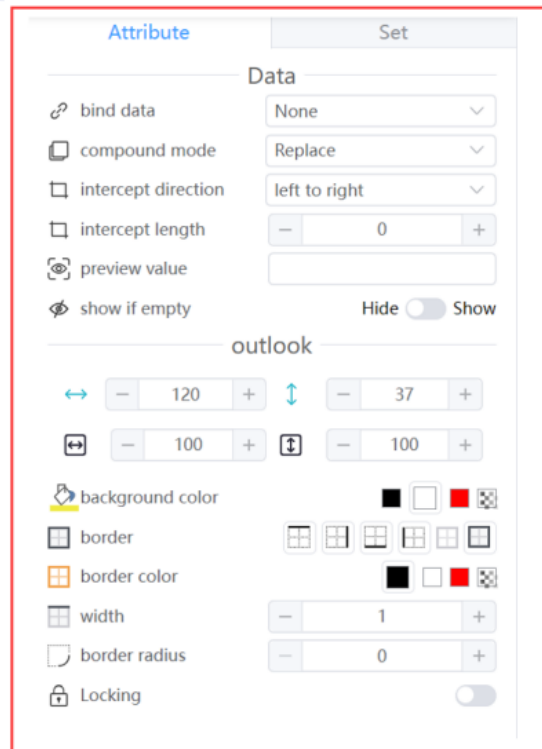 Attribute Set
Data
bind data None
compound mode Replace
intercept direction left to right
intercept length − 0 +
preview value
show if empty Hide Show
outlook
− 120 + − 37 +
− 100 + − 100 +
background color
border
border color
width − 1 +
border radius − 0 +
Locking